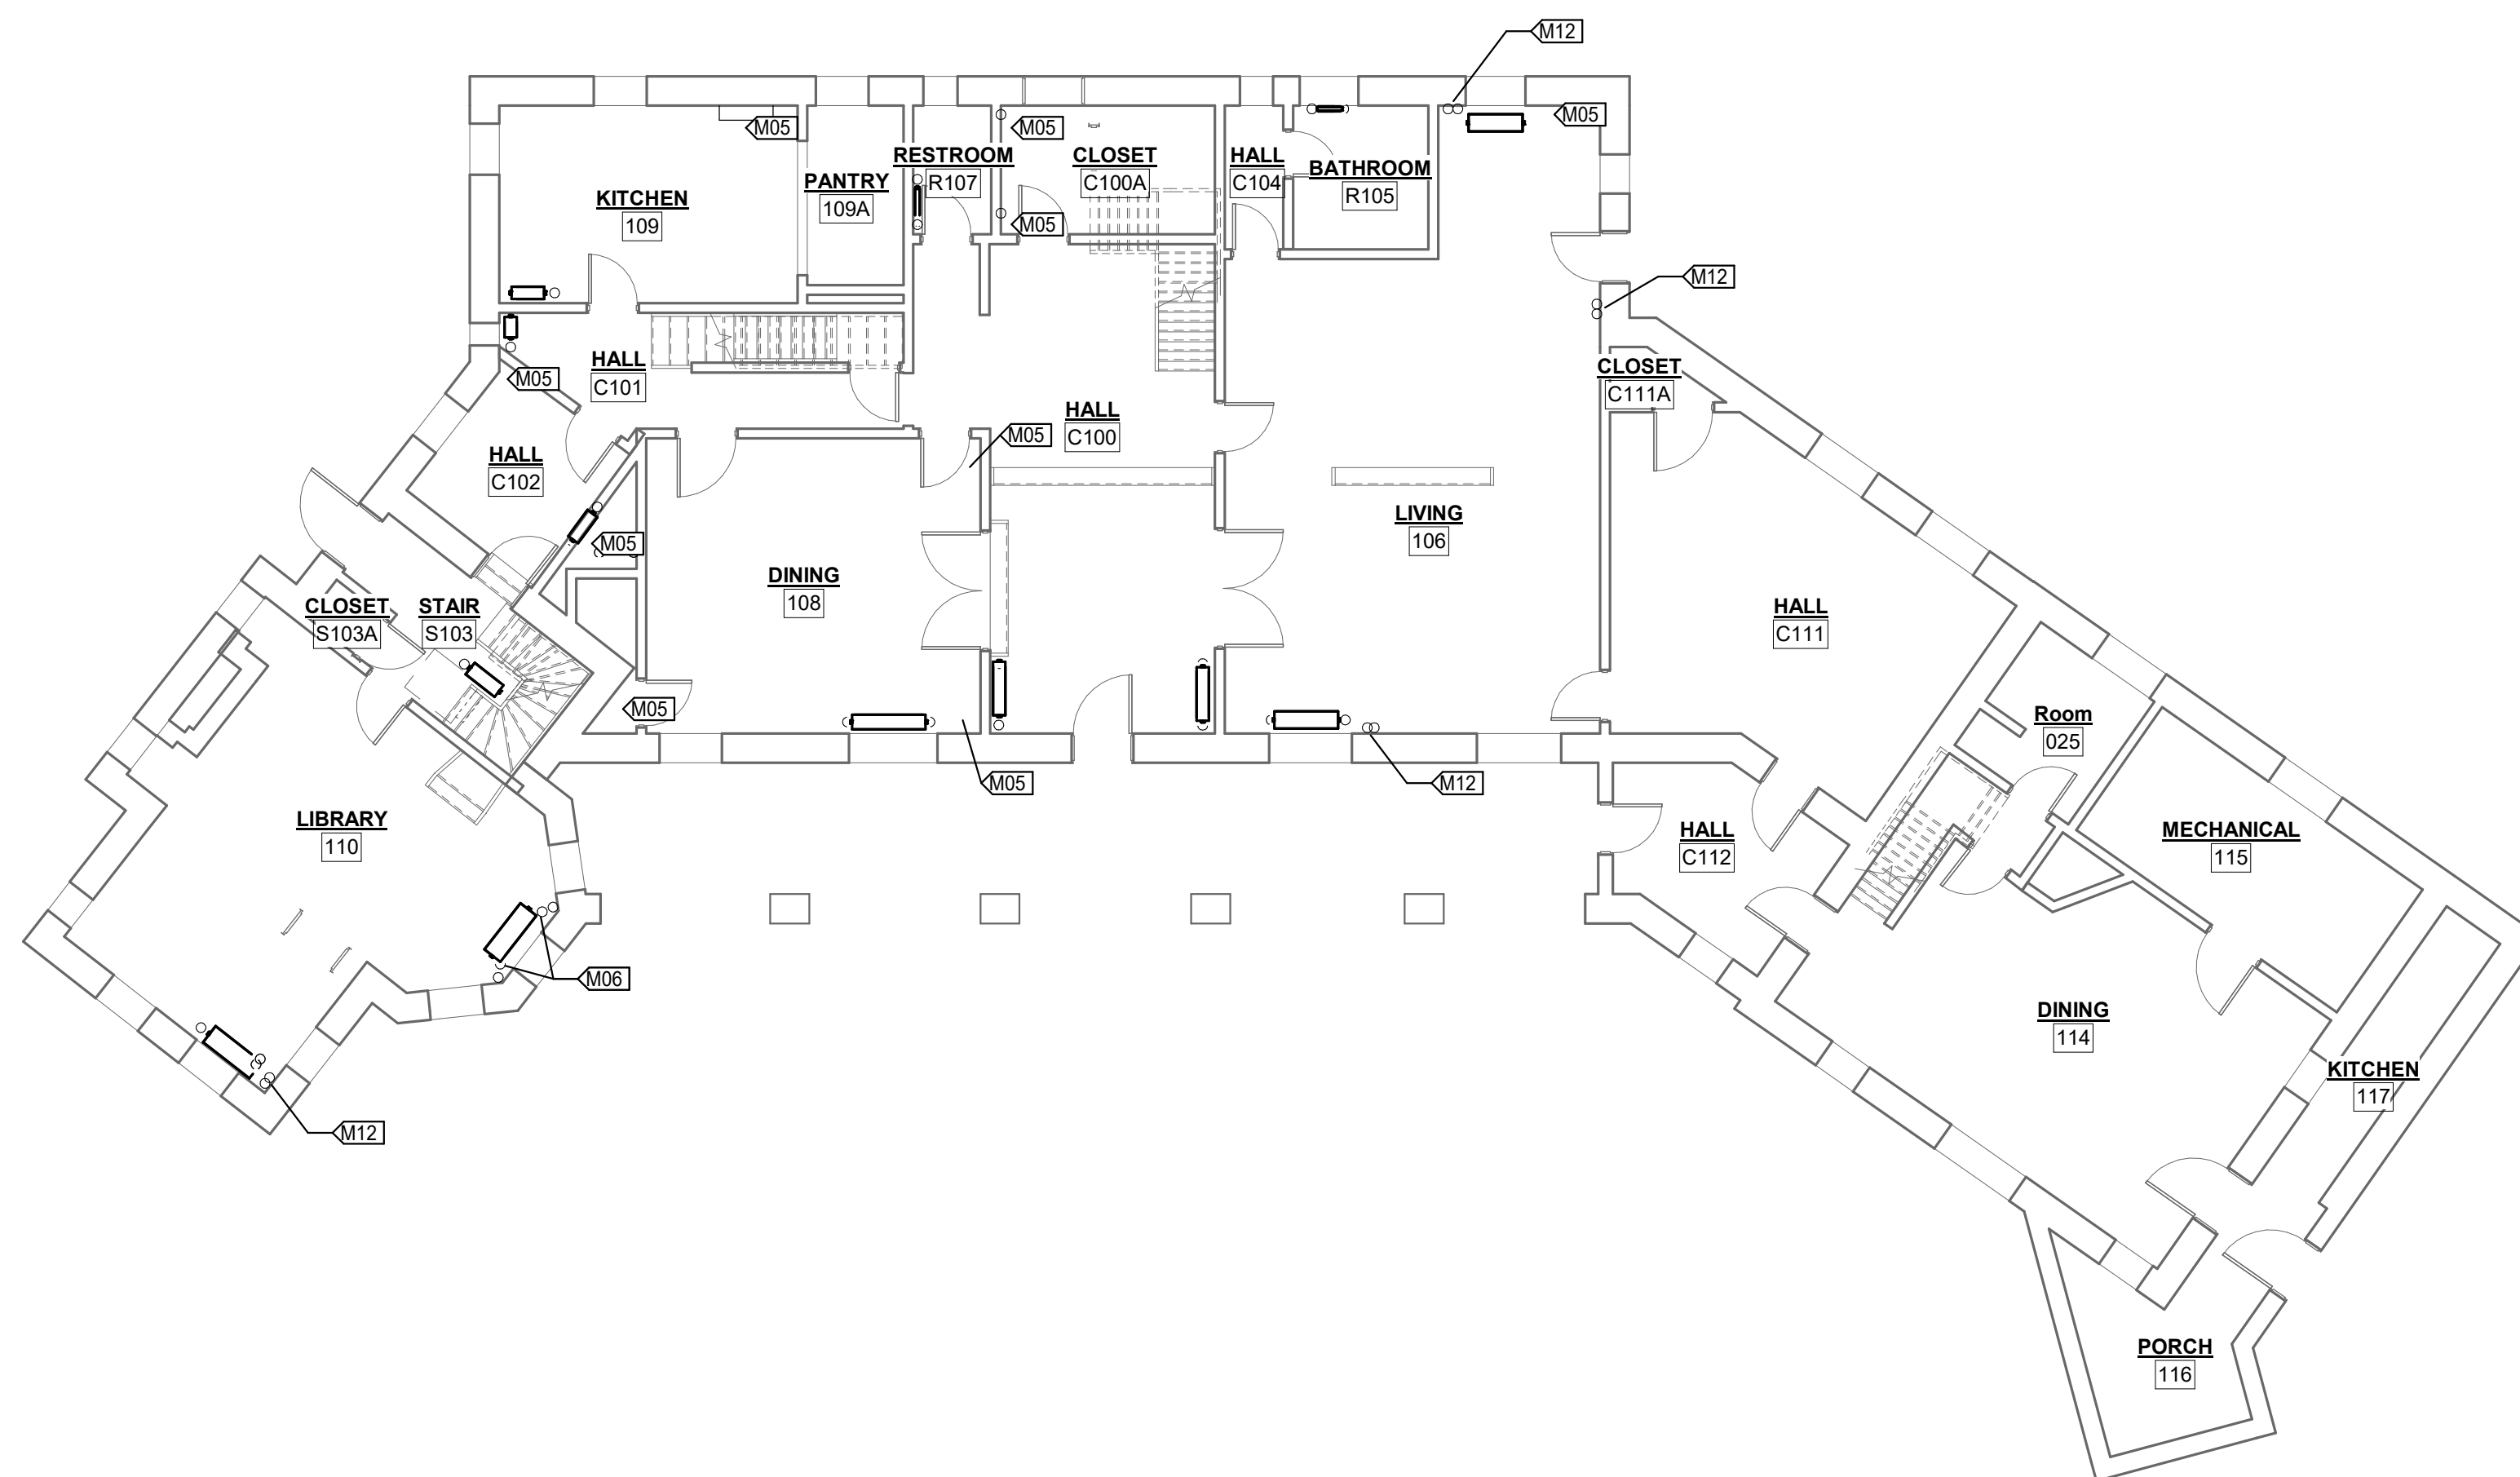 M12
M05
M05
M05
RESTROOM
R107
CLOSET
C100A
HALL
C104
BATHROOM
R105
PANTRY
109A
KITCHEN
109
M05
M12
HALL
C101
M05
CLOSET
C111A
HALL
C100
M05
HALL
C102
LIVING
106
M05
DINING
108
CLOSET
S103A
STAIR
S103
HALL
C111
M05
Room
025
M05
M12
LIBRARY
110
HALL
C112
MECHANICAL
115
M06
DINING
114
KITCHEN
117
M12
PORCH
116